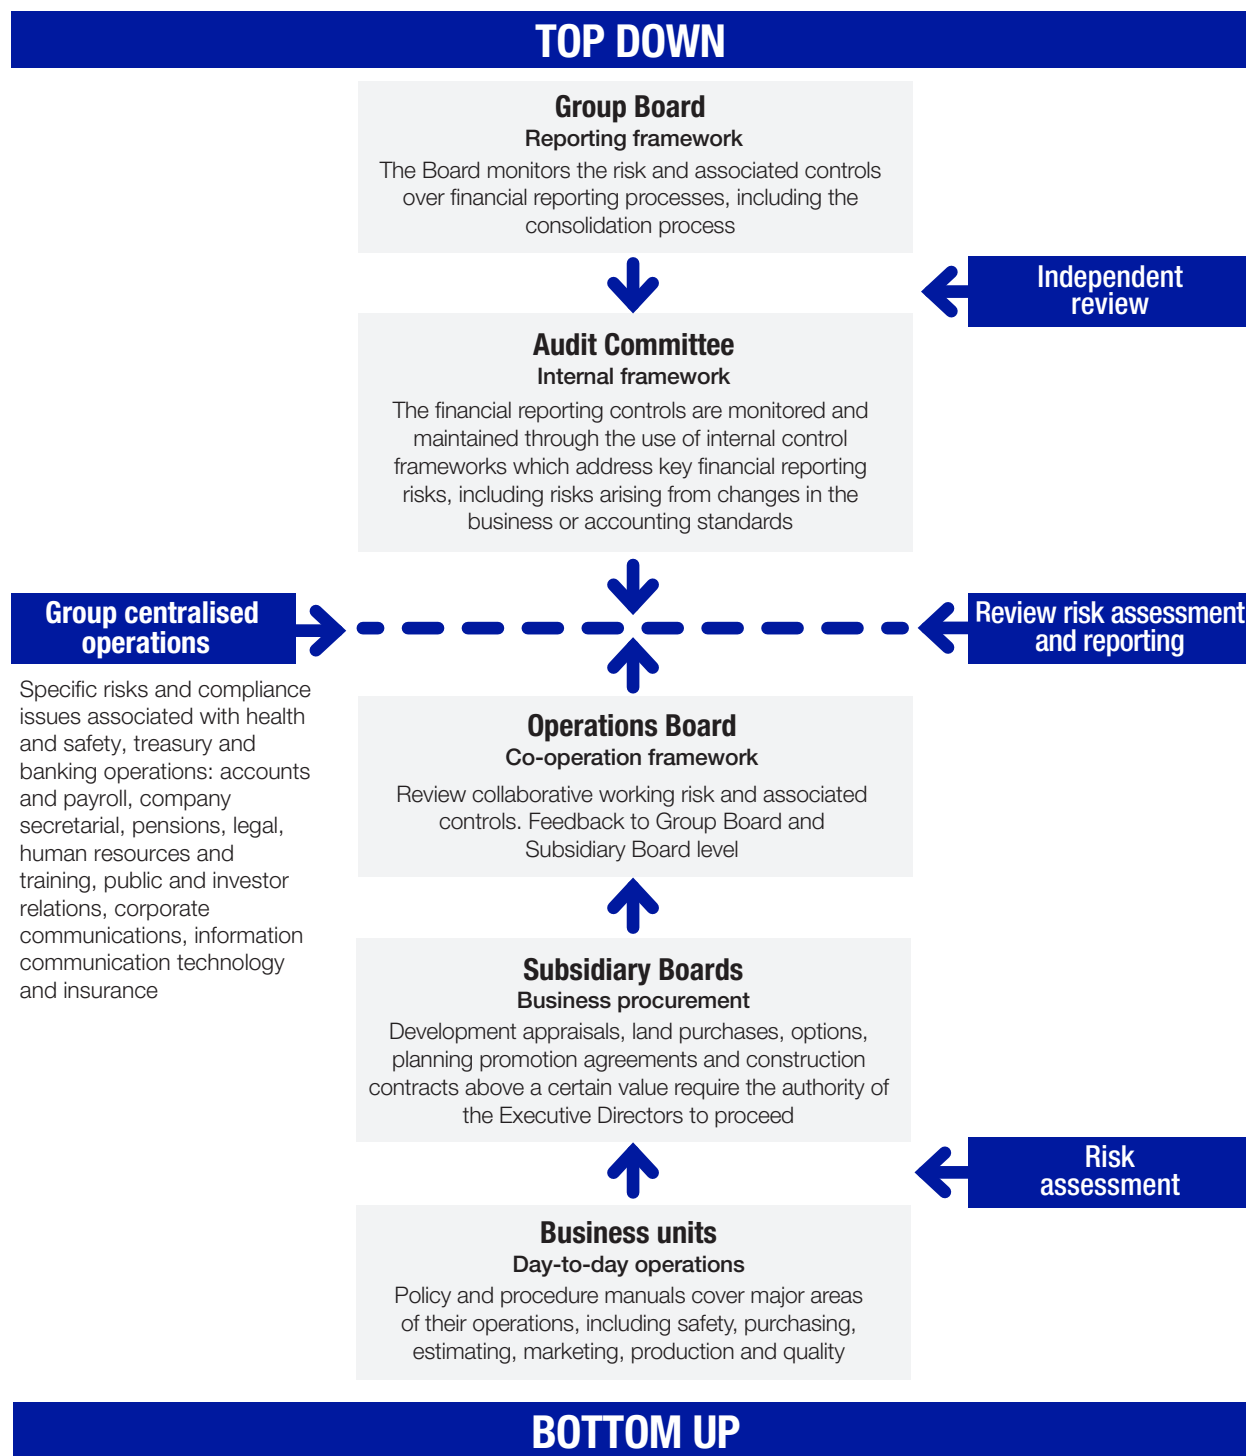 TOP DOWN
Group Board
Reporting framework
The Board monitors the risk and associated controls
over financial reporting processes, including the
consolidation process
Independent
review
Audit Committee
Internal framework
The financial reporting controls are monitored and
maintained through the use of internal control
frameworks which address key financial reporting
risks, including risks arising from changes in the
business or accounting standards
Group centralised
operations
Specific risks and compliance
issues associated with health
and safety, treasury and
banking operations: accounts
and payroll, company
secretarial, pensions, legal,
human resources and
training, public and investor
relations, corporate
communications, information
communication technology
and insurance
Review risk assessment
and reporting
Operations Board
Co-operation framework
Review collaborative working risk and associated
controls. Feedback to Group Board and
Subsidiary Board level
Subsidiary Boards
Business procurement
Development appraisals, land purchases, options,
planning promotion agreements and construction
contracts above a certain value require the authority of
the Executive Directors to proceed
Risk
assessment
Business units
Day-to-day operations
Policy and procedure manuals cover major areas
of their operations, including safety, purchasing,
estimating, marketing, production and quality
BOTTOM UP